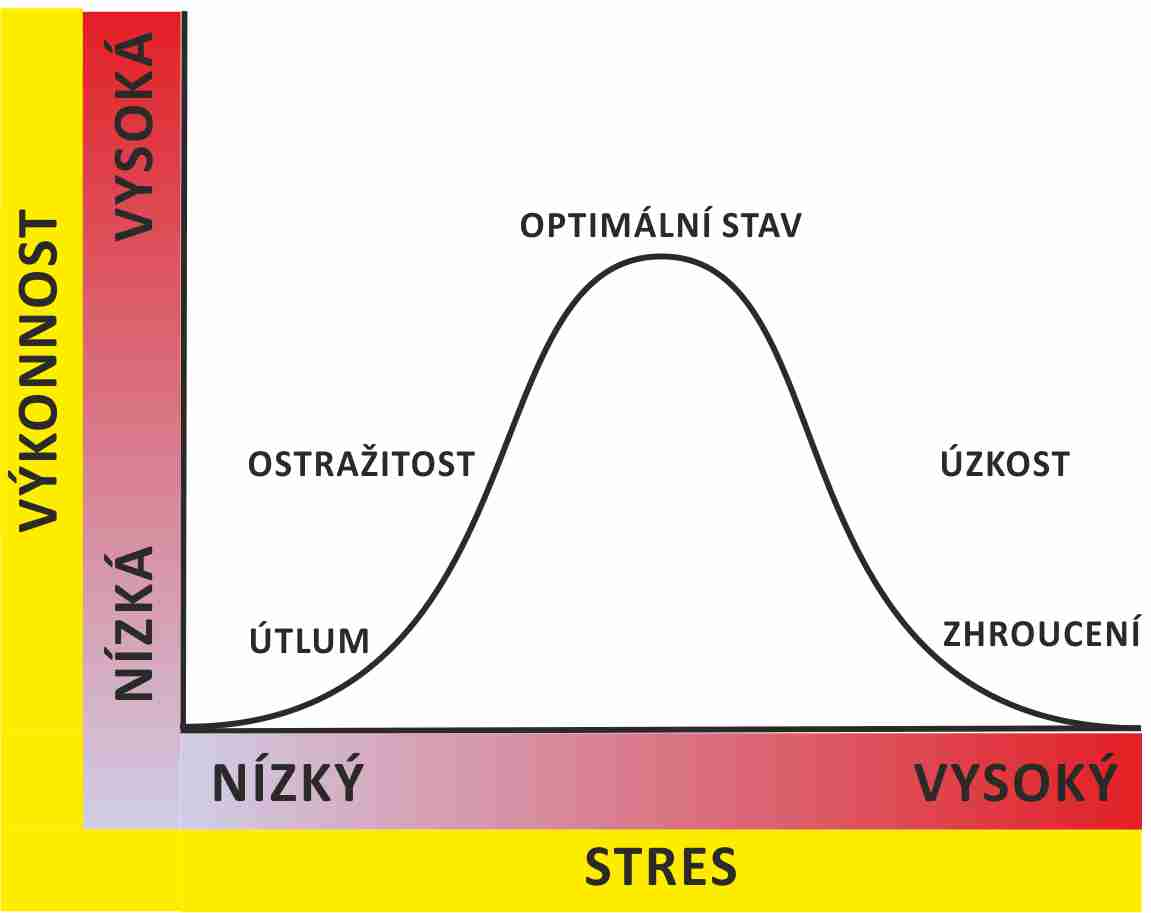 VÝKONNOST
VYSOKÁ
NÍZKÁ
OPTIMÁLNÍ STAV
OSTRAŽITOST
ÚZKOST
ÚTLUM
ZHROUCENÍ
NÍZKÝ
VYSOKÝ
STRES